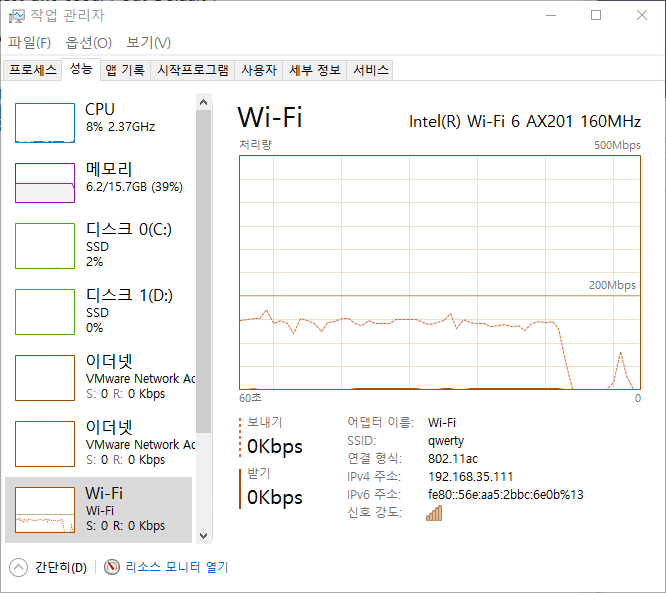 작업 관리자
파일(F) 옵션(O) 보기(V)
프로세스 성능 앱 기록 시작프로그램 사용자 세부 정보 서비스
CPU
8% 2.37GHz
메모리
6.2/15.7GB (39%)
디스크 0(C:)
SSD
2%
디스크 1(D:)
SSD
0%
이더넷
VMware Network Ac
S: 0 R: 0 Kbps
이더넷
VMware Network Ac
S: 0 R: 0 Kbps
Wi-Fi
Wi-Fi
S: 0 R: 0 Kbps
Wi-Fi Intel(R) Wi-Fi 6 AX201 160MHz
처리량 500Mbps
200Mbps
60초 0
보내기
0Kbps
받기
0Kbps
어댑터 이름: Wi-Fi
SSID: qwerty
연결 형식: 802.11ac
IPv4 주소: 192.168.35.111
IPv6 주소: fe80::56e:aa5:2bbc:6e0b%13
신호 강도:
간단히(D) 리소스 모니터 열기